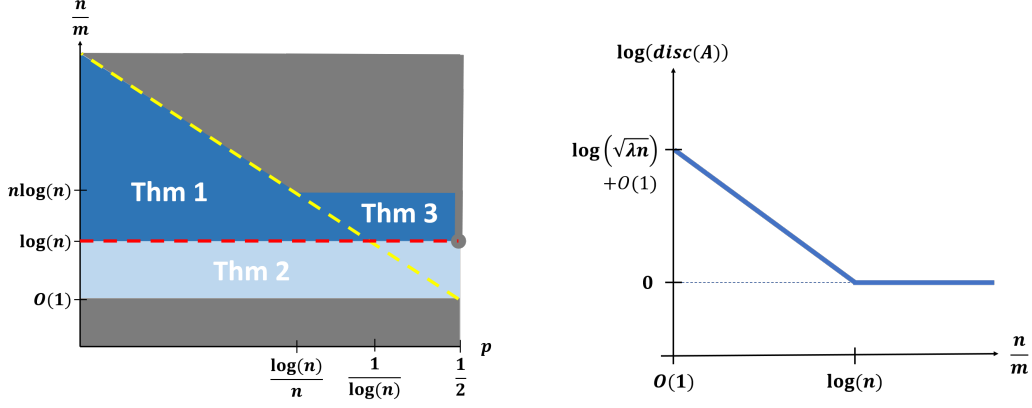 n/m
nlog(n)
log(n)
O(1)
Thm 1
Thm 3
Thm 2
log(n)/n
1/log(n)
1/2
p
log(disc(A))
log(√λn)
+O(1)
0
O(1)
log(n)
n/m